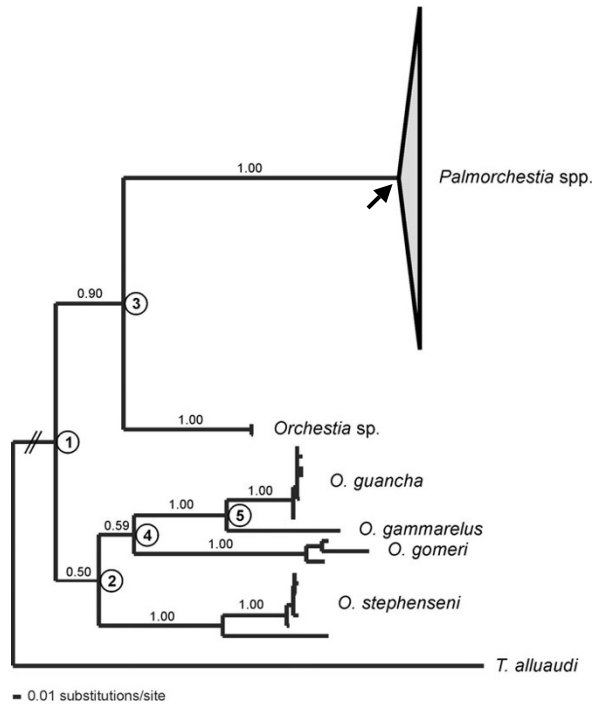 1.00
Palmorchestia spp.
0.90
3
1.00
Orchestia sp.
1
1.00
1.00
O. guancha
5
0.59
4
O. gammarelus
1.00
O. gomeri
0.50
2
1.00
1.00
O. stephenseni
T. alluaudi
0.01 substitutions/site